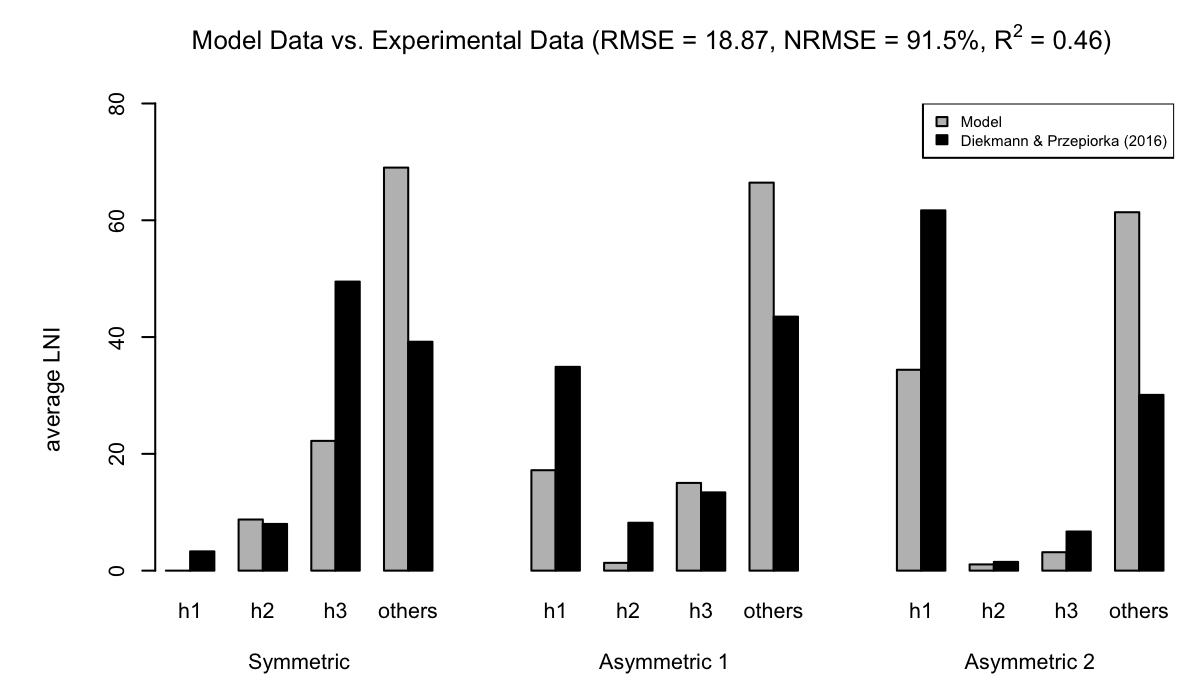 Model Data vs. Experimental Data (RMSE = 18.87, NRMSE = 91.5%, R² = 0.46)
Model
Diekmann & Przepiorka (2016)
average LNI
80
60
40
20
0
h1 h2 h3 others h1 h2 h3 others h1 h2 h3 others
Symmetric Asymmetric 1 Asymmetric 2